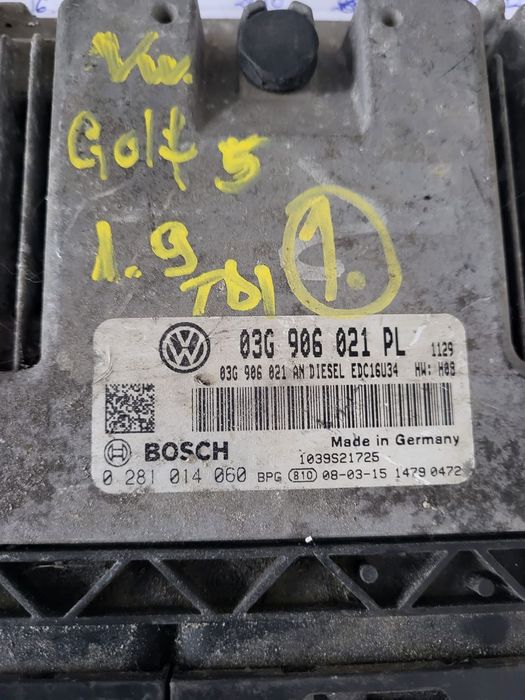 Vw.
Golf 5
1.9 TDI
1.
03G 906 021 PL 1129
03G 906 021 AN DIESEL EDC16U34 HW: H03
BOSCH
Made in Germany
1039S21725
0 281 014 060 BPG 810 08-03-15 1479 0472